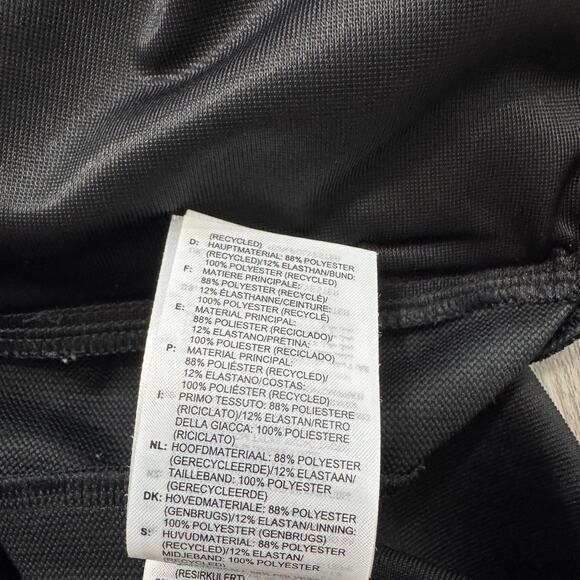 (RECYCLED)
D: HAUPTMATERIAL: 88% POLYESTER
(RECYCLED)/12% ELASTHAN/BUND:
100% POLYESTER (RECYCLED)
F: MATIERE PRINCIPALE:
88% POLYESTER (RECYCLÉ)/
12% ÉLASTHANNE/CEINTURE:
100% POLYESTER (RECYCLÉ)
E: MATERIAL PRINCIPAL:
88% POLIESTER (RECICLADO)/
12% ELASTANO/PRETINA:
100% POLIESTER (RECICLADO)
P: MATERIAL PRINCIPAL:
88% POLIÉSTER (RECYCLED)/
12% ELASTANO/COSTAS:
100% POLIÉSTER (RECYCLED)
I: PRIMO TESSUTO: 88% POLIESTERE
(RICICLATO)/12% ELASTAN/RETRO
DELLA GIACCA: 100% POLIESTERE
(RICICLATO)
NL: HOOFDMATERIAAL: 88% POLYESTER
(GERECYCLEERDE)/12% ELASTAAN/
TAILLEBAND: 100% POLYESTER
(GERECYCLEERDE)
DK: HOVEDMATERIALE: 88% POLYESTER
(GENBRUGS)/12% ELASTAN/LINNING:
100% POLYESTER (GENBRUGS)
S: HUVUDMATERIAL: 88% POLYESTER
(RECYCLED)/12% ELASTAN/
MIDJEBAND: 100% POLYESTER
(RESIRKULERT)